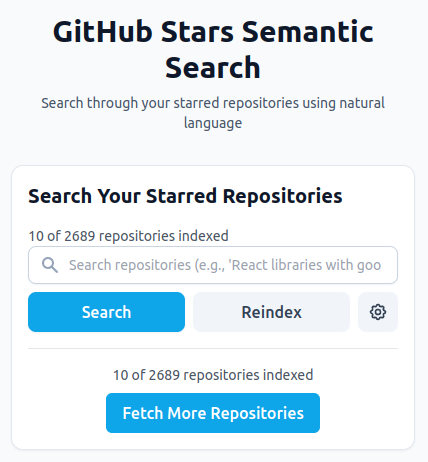 GitHub Stars Semantic
Search
Search through your starred repositories using natural
language
Search Your Starred Repositories
10 of 2689 repositories indexed
Search repositories (e.g., 'React libraries with goo
Search
Reindex
10 of 2689 repositories indexed
Fetch More Repositories